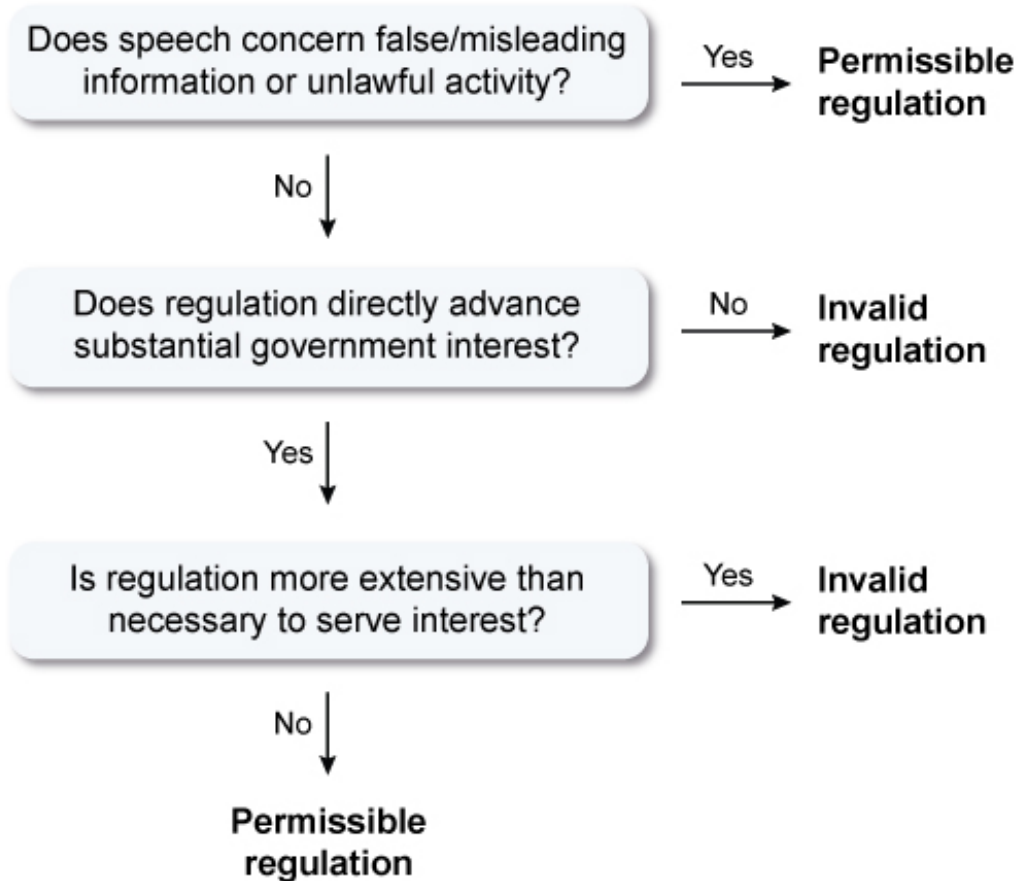 Does speech concern false/misleading
information or unlawful activity?
Yes
Permissible
regulation
No
Does regulation directly advance
substantial government interest?
No
Invalid
regulation
Yes
Is regulation more extensive than
necessary to serve interest?
Yes
Invalid
regulation
No
Permissible
regulation